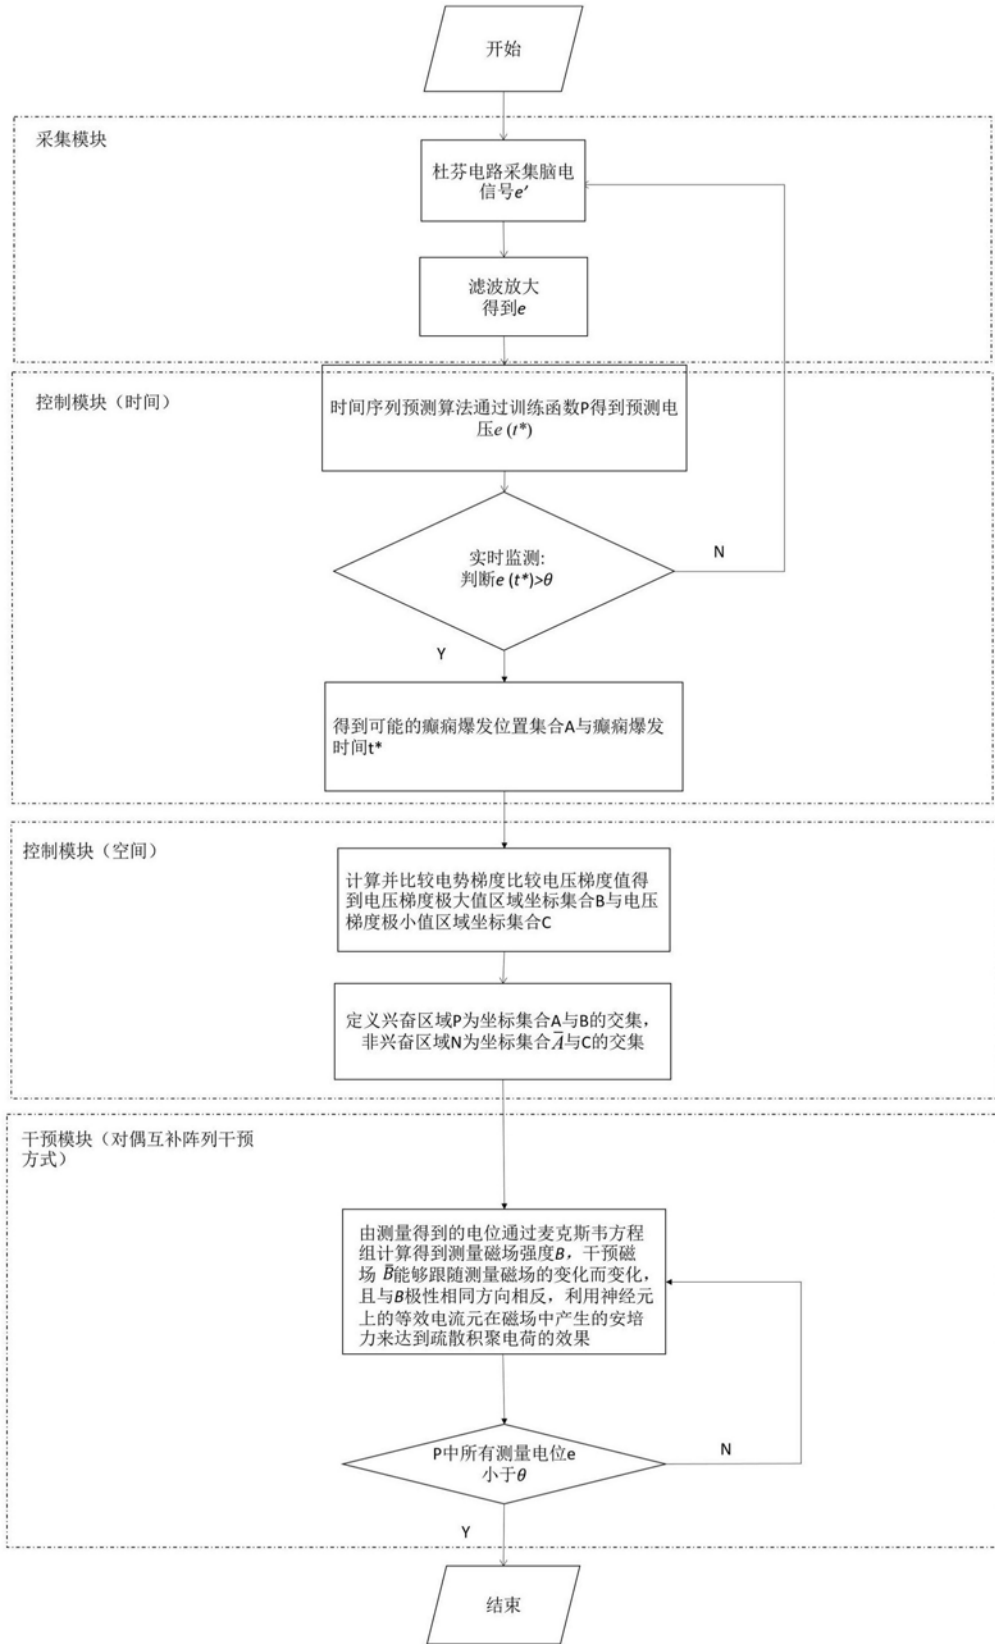 开始
采集模块
杜芬电路采集脑电
信号e′
滤波放大
得到e
控制模块（时间）
时间序列预测算法通过训练函数P得到预测电
压e (t*)
实时监测:
判断e (t*)>θ
N
Y
得到可能的癫痫爆发位置集合A与癫痫爆发
时间t*
控制模块（空间）
计算并比较电势梯度比较电压梯度值得
到电压梯度极大值区域坐标集合B与电压
梯度极小值区域坐标集合C
定义兴奋区域P为坐标集合A与B的交集，
非兴奋区域N为坐标集合A̅与C的交集
干预模块（对偶互补阵列干预
方式）
由测量得到的电位通过麦克斯韦方程
组计算得到测量磁场强度B，干预磁
场 B̅能够跟随测量磁场的变化而变化，
且与B极性相同方向相反，利用神经元
上的等效电流元在磁场中产生的安培
力来达到疏散积聚电荷的效果
P中所有测量电位e
小于θ
N
Y
结束